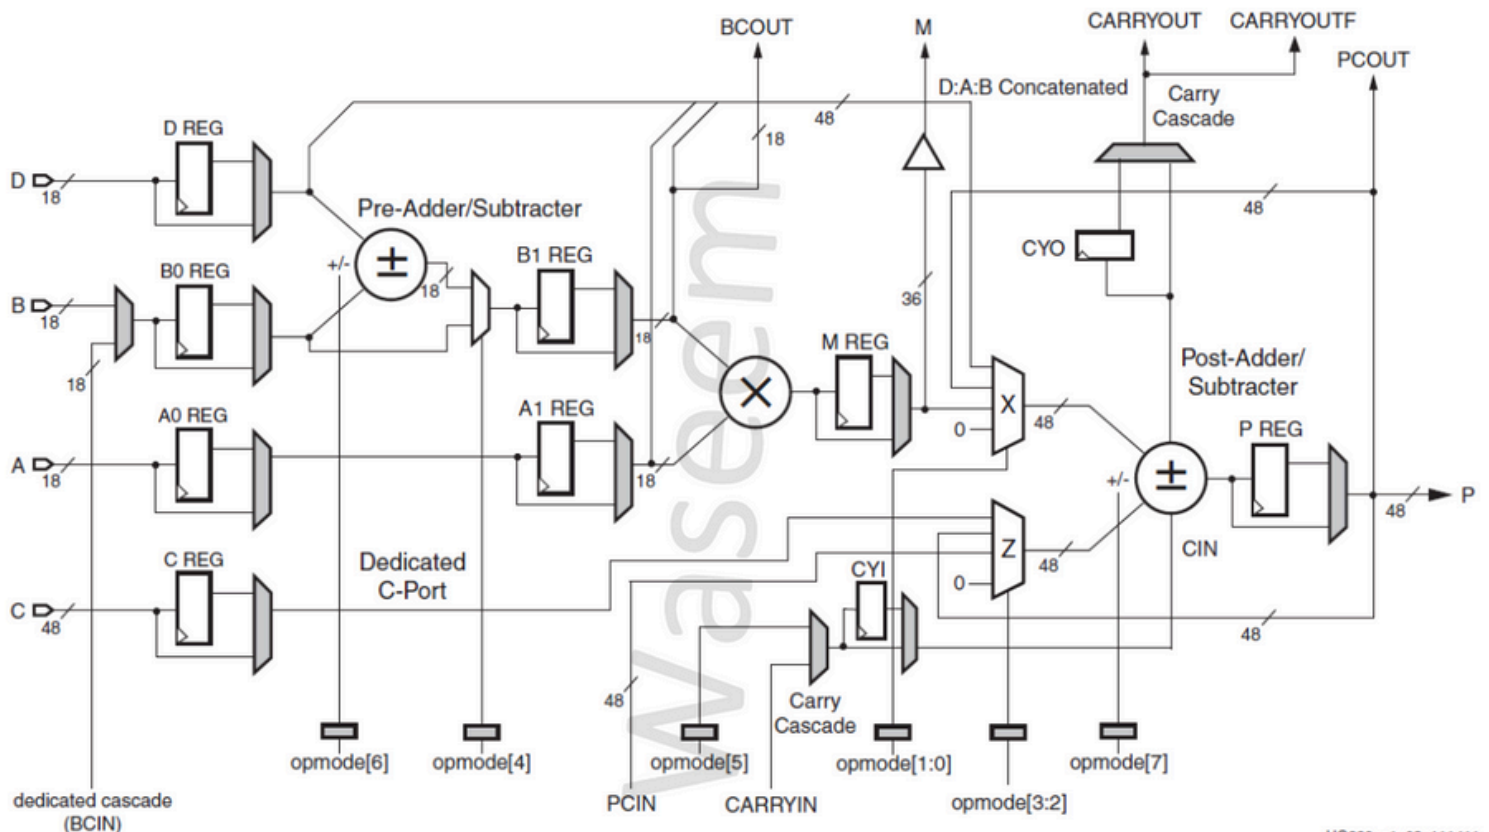 CARRYOUT CARRYOUTF
BCOUT M
PCOUT
D:A:B Concatenated
Carry
Cascade
48
18
D REG
D
18
Pre-Adder/Subtracter
48
+/-
±
B0 REG
B1 REG
CYO
B
18
18
36
18
18
M REG
Post-Adder/
Subtracter
×
X
48
0
A0 REG
A1 REG
P REG
A
18
18
+/-
±
P
48
C REG
Dedicated
C-Port
Z
48
0
CIN
CYI
C
48
48
48
Carry
Cascade
opmode[6]
opmode[4]
opmode[5]
opmode[1:0]
opmode[7]
dedicated cascade
(BCIN)
PCIN
CARRYIN
opmode[3:2]
Waseem